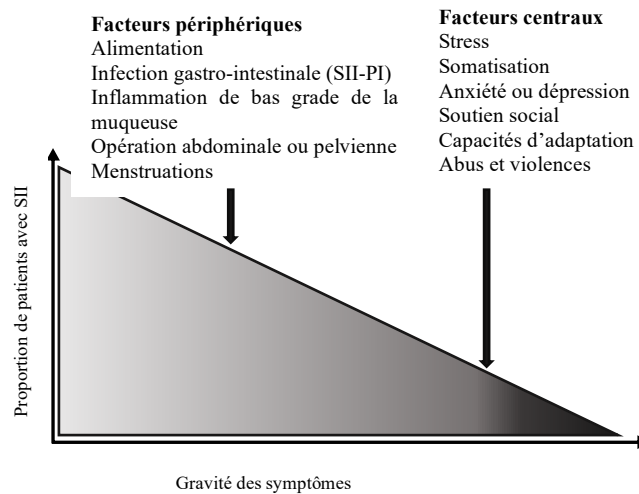 Facteurs périphériques
Alimentation
Infection gastro-intestinale (SII-PI)
Inflammation de bas grade de la
muqueuse
Opération abdominale ou pelvienne
Menstruations
Facteurs centraux
Stress
Somatisation
Anxiété ou dépression
Soutien social
Capacités d’adaptation
Abus et violences
Proportion de patients avec SII
Gravité des symptômes